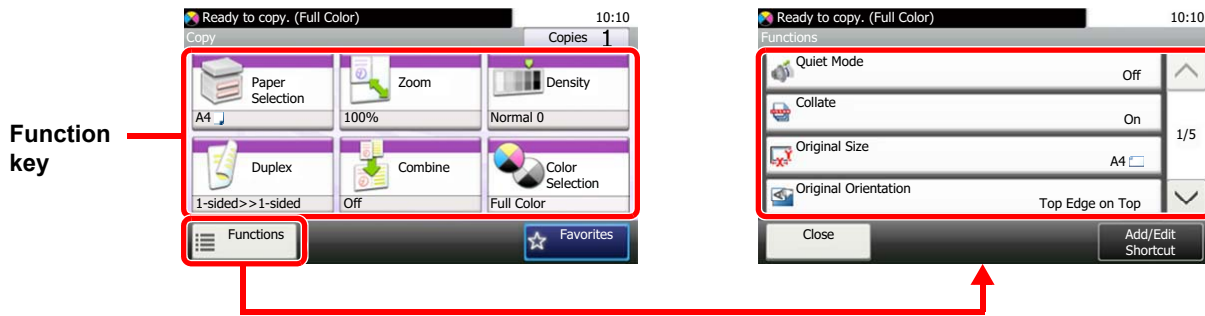 Function
key
Ready to copy. (Full Color) 10:10
Copy Copies 1
Paper
Selection
A4
Zoom
100%
Density
Normal 0
Duplex
1-sided>>1-sided
Combine
Off
Color
Selection
Full Color
Functions
Favorites
Ready to copy. (Full Color) 10:10
Functions
Quiet Mode
Off
Collate
On
Original Size
A4
Original Orientation
Top Edge on Top
1/5
Close
Add/Edit
Shortcut